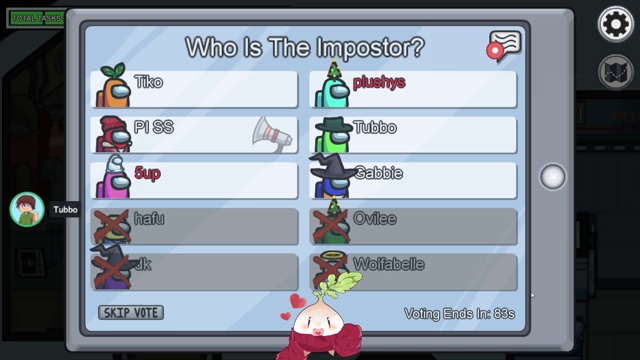 TOTAL TASKS
Who Is The Impostor?
Tiko
plushys
PI SS
Tubbo
5up
Gabbie
hafu
Ovilee
Jk
Wolfabelle
Tubbo
SKIP VOTE
Voting Ends In: 83s